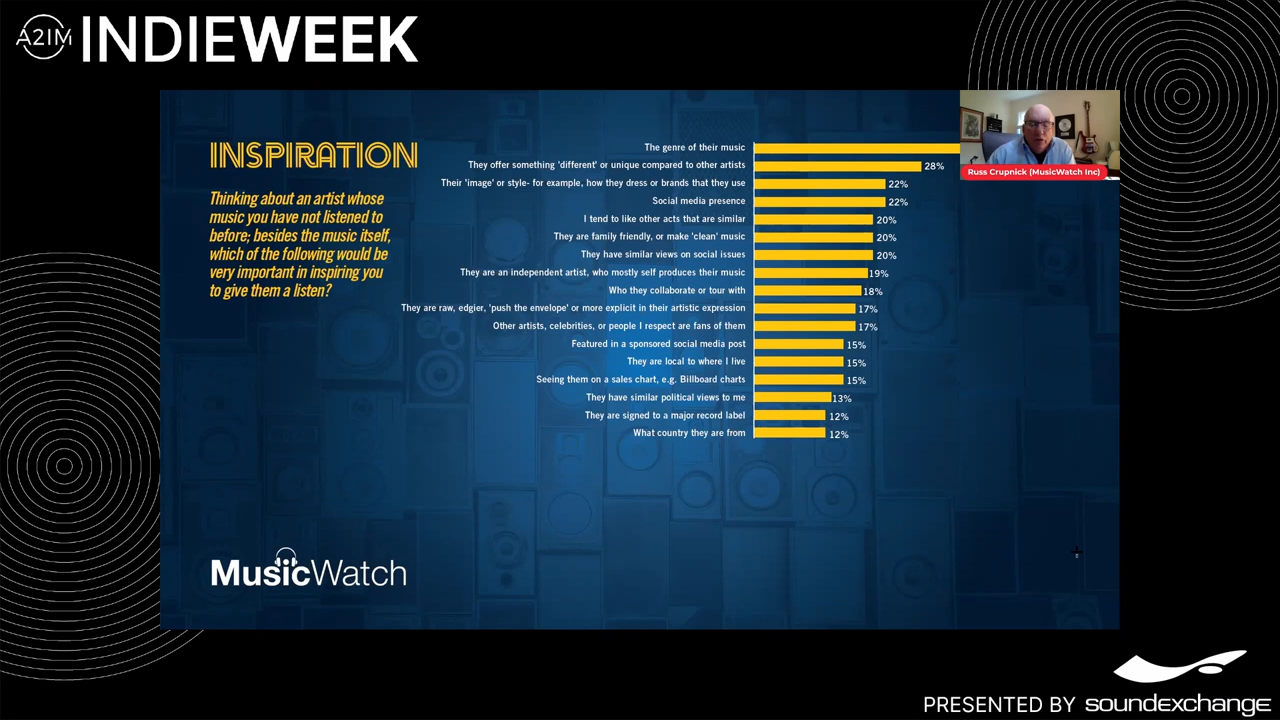 A2IM INDIEWEEK
INSPIRATION
Thinking about an artist whose
music you have not listened to
before; besides the music itself,
which of the following would be
very important in inspiring you
to give them a listen?
The genre of their music
They offer something 'different' or unique compared to other artists 28%
Their 'image' or style- for example, how they dress or brands that they use 22%
Social media presence 22%
I tend to like other acts that are similar 20%
They are family friendly, or make 'clean' music 20%
They have similar views on social issues 20%
They are an independent artist, who mostly self produces their music 19%
Who they collaborate or tour with 18%
They are raw, edgier, 'push the envelope' or more explicit in their artistic expression 17%
Other artists, celebrities, or people I respect are fans of them 17%
Featured in a sponsored social media post 15%
They are local to where I live 15%
Seeing them on a sales chart, e.g. Billboard charts 15%
They have similar political views to me 13%
They are signed to a major record label 12%
What country they are from 12%
Russ Crupnick (MusicWatch Inc)
MusicWatch
PRESENTED BY soundexchange